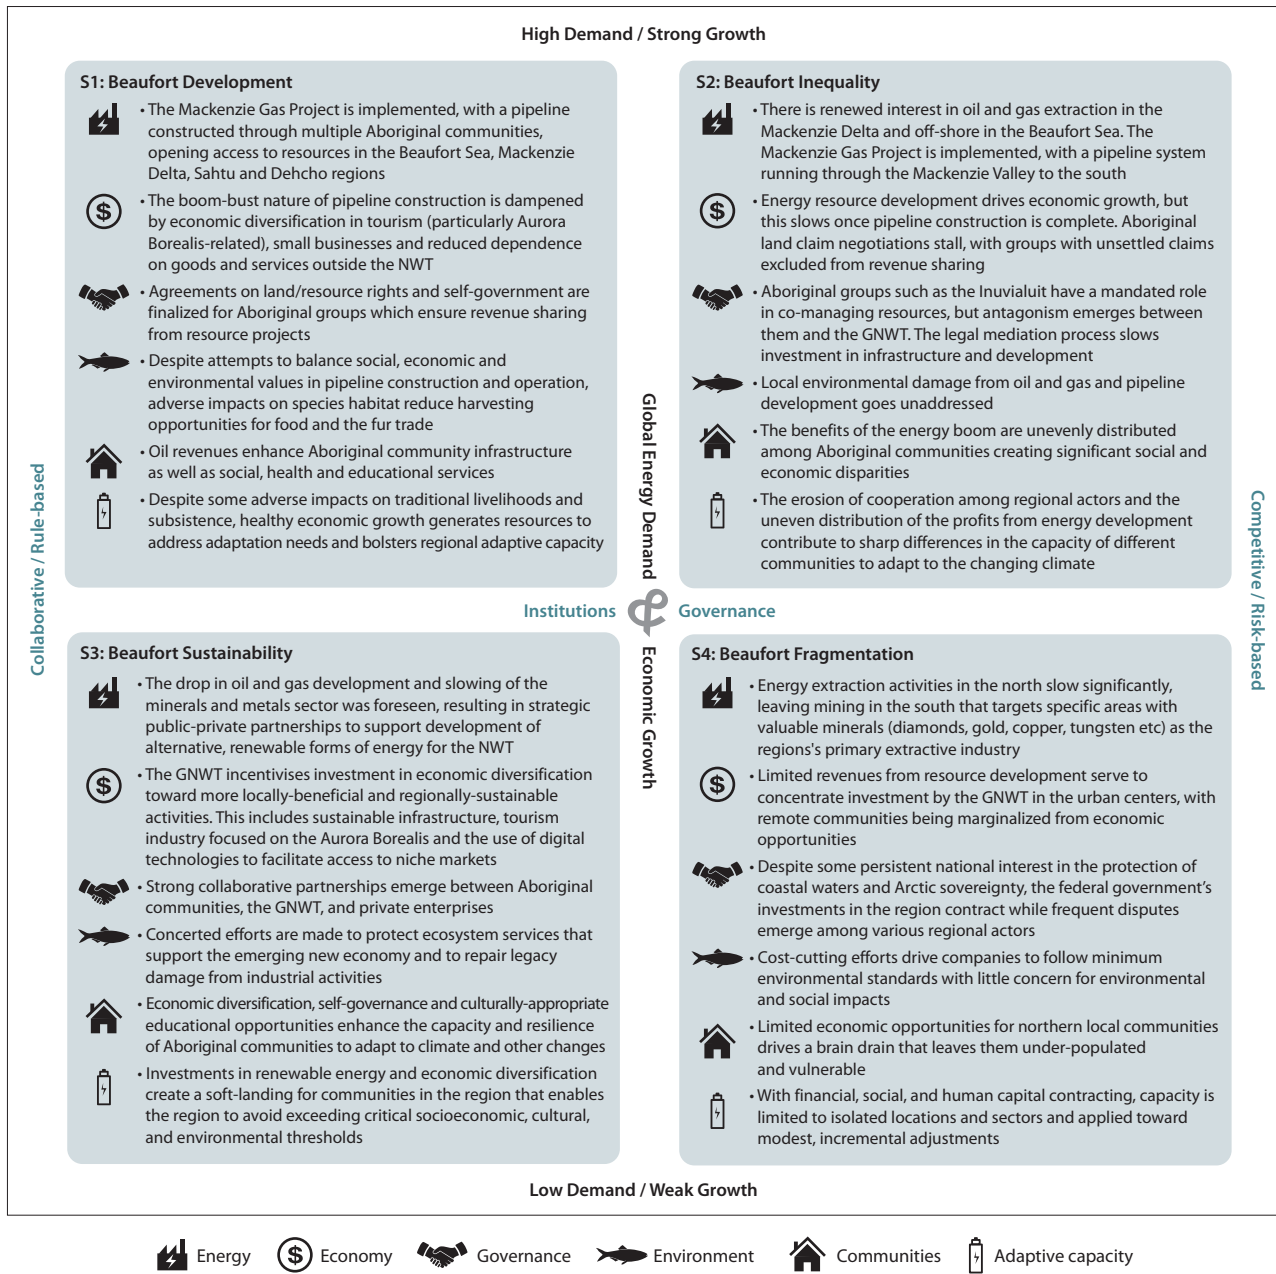 High Demand / Strong Growth
S1: Beaufort Development
• The Mackenzie Gas Project is implemented, with a pipeline
constructed through multiple Aboriginal communities,
opening access to resources in the Beaufort Sea, Mackenzie
Delta, Sahtu and Dehcho regions
• The boom-bust nature of pipeline construction is dampened
by economic diversification in tourism (particularly Aurora
Borealis-related), small businesses and reduced dependence
on goods and services outside the NWT
• Agreements on land/resource rights and self-government are
finalized for Aboriginal groups which ensure revenue sharing
from resource projects
• Despite attempts to balance social, economic and
environmental values in pipeline construction and operation,
adverse impacts on species habitat reduce harvesting
opportunities for food and the fur trade
• Oil revenues enhance Aboriginal community infrastructure
as well as social, health and educational services
• Despite some adverse impacts on traditional livelihoods and
subsistence, healthy economic growth generates resources to
address adaptation needs and bolsters regional adaptive capacity
S2: Beaufort Inequality
• There is renewed interest in oil and gas extraction in the
Mackenzie Delta and off-shore in the Beaufort Sea. The
Mackenzie Gas Project is implemented, with a pipeline system
running through the Mackenzie Valley to the south
• Energy resource development drives economic growth, but
this slows once pipeline construction is complete. Aboriginal
land claim negotiations stall, with groups with unsettled claims
excluded from revenue sharing
• Aboriginal groups such as the Inuvialuit have a mandated role
in co-managing resources, but antagonism emerges between
them and the GNWT. The legal mediation process slows
investment in infrastructure and development
• Local environmental damage from oil and gas and pipeline
development goes unaddressed
• The benefits of the energy boom are unevenly distributed
among Aboriginal communities creating significant social and
economic disparities
• The erosion of cooperation among regional actors and the
uneven distribution of the profits from energy development
contribute to sharp differences in the capacity of different
communities to adapt to the changing climate
Collaborative / Rule-based
Global Energy Demand
&
Economic Growth
Institutions
Governance
Competitive / Risk-based
S3: Beaufort Sustainability
• The drop in oil and gas development and slowing of the
minerals and metals sector was foreseen, resulting in strategic
public-private partnerships to support development of
alternative, renewable forms of energy for the NWT
• The GNWT incentivises investment in economic diversification
toward more locally-beneficial and regionally-sustainable
activities. This includes sustainable infrastructure, tourism
industry focused on the Aurora Borealis and the use of digital
technologies to facilitate access to niche markets
• Strong collaborative partnerships emerge between Aboriginal
communities, the GNWT, and private enterprises
• Concerted efforts are made to protect ecosystem services that
support the emerging new economy and to repair legacy
damage from industrial activities
• Economic diversification, self-governance and culturally-appropriate
educational opportunities enhance the capacity and resilience
of Aboriginal communities to adapt to climate and other changes
• Investments in renewable energy and economic diversification
create a soft-landing for communities in the region that enables
the region to avoid exceeding critical socioeconomic, cultural,
and environmental thresholds
S4: Beaufort Fragmentation
• Energy extraction activities in the north slow significantly,
leaving mining in the south that targets specific areas with
valuable minerals (diamonds, gold, copper, tungsten etc) as the
regions's primary extractive industry
• Limited revenues from resource development serve to
concentrate investment by the GNWT in the urban centers, with
remote communities being marginalized from economic
opportunities
• Despite some persistent national interest in the protection of
coastal waters and Arctic sovereignty, the federal government's
investments in the region contract while frequent disputes
emerge among various regional actors
• Cost-cutting efforts drive companies to follow minimum
environmental standards with little concern for environmental
and social impacts
• Limited economic opportunities for northern local communities
drives a brain drain that leaves them under-populated
and vulnerable
• With financial, social, and human capital contracting, capacity is
limited to isolated locations and sectors and applied toward
modest, incremental adjustments
Low Demand / Weak Growth
Energy
$ Economy
Governance
Environment
Communities
Adaptive capacity